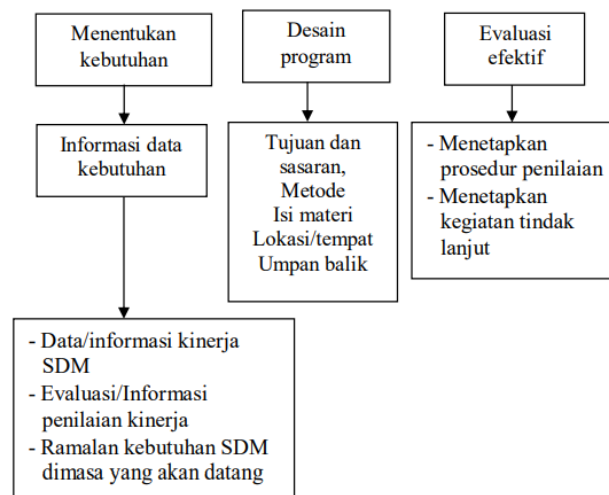 Menentukan
kebutuhan
Desain
program
Evaluasi
efektif
Informasi data
kebutuhan
Tujuan dan
sasaran,
Metode
Isi materi
Lokasi/tempat
Umpan balik
- Menetapkan
prosedur penilaian
- Menetapkan
kegiatan tindak
lanjut
- Data/informasi kinerja
SDM
- Evaluasi/Informasi
penilaian kinerja
- Ramalan kebutuhan SDM
dimasa yang akan datang